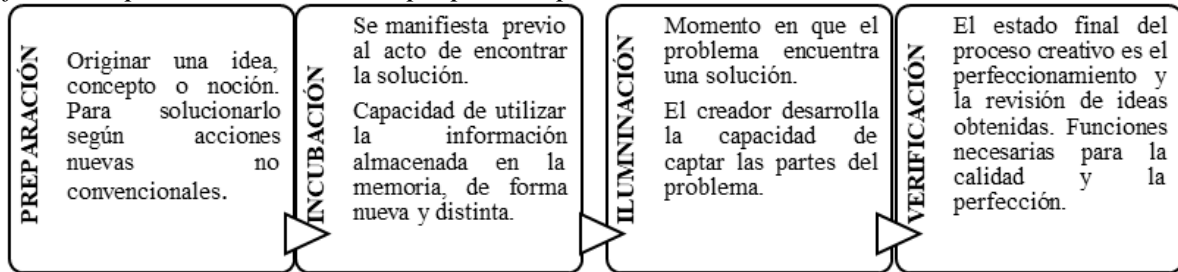 PREPARACIÓN
Originar una idea,
concepto o noción.
Para solucionarlo
según acciones
nuevas no
convencionales.
INCUBACIÓN
Se manifiesta previo
al acto de encontrar
la solución.
Capacidad de utilizar
la información
almacenada en la
memoria, de forma
nueva y distinta.
ILUMNINACIÓN
Momento en que el
problema encuentra
una solución.
El creador desarrolla
la capacidad de
captar las partes del
problema.
VERIFICACIÓN
El estado final del
proceso creativo es el
perfeccionamiento y
la revisión de ideas
obtenidas. Funciones
necesarias para la
calidad y la
perfección.